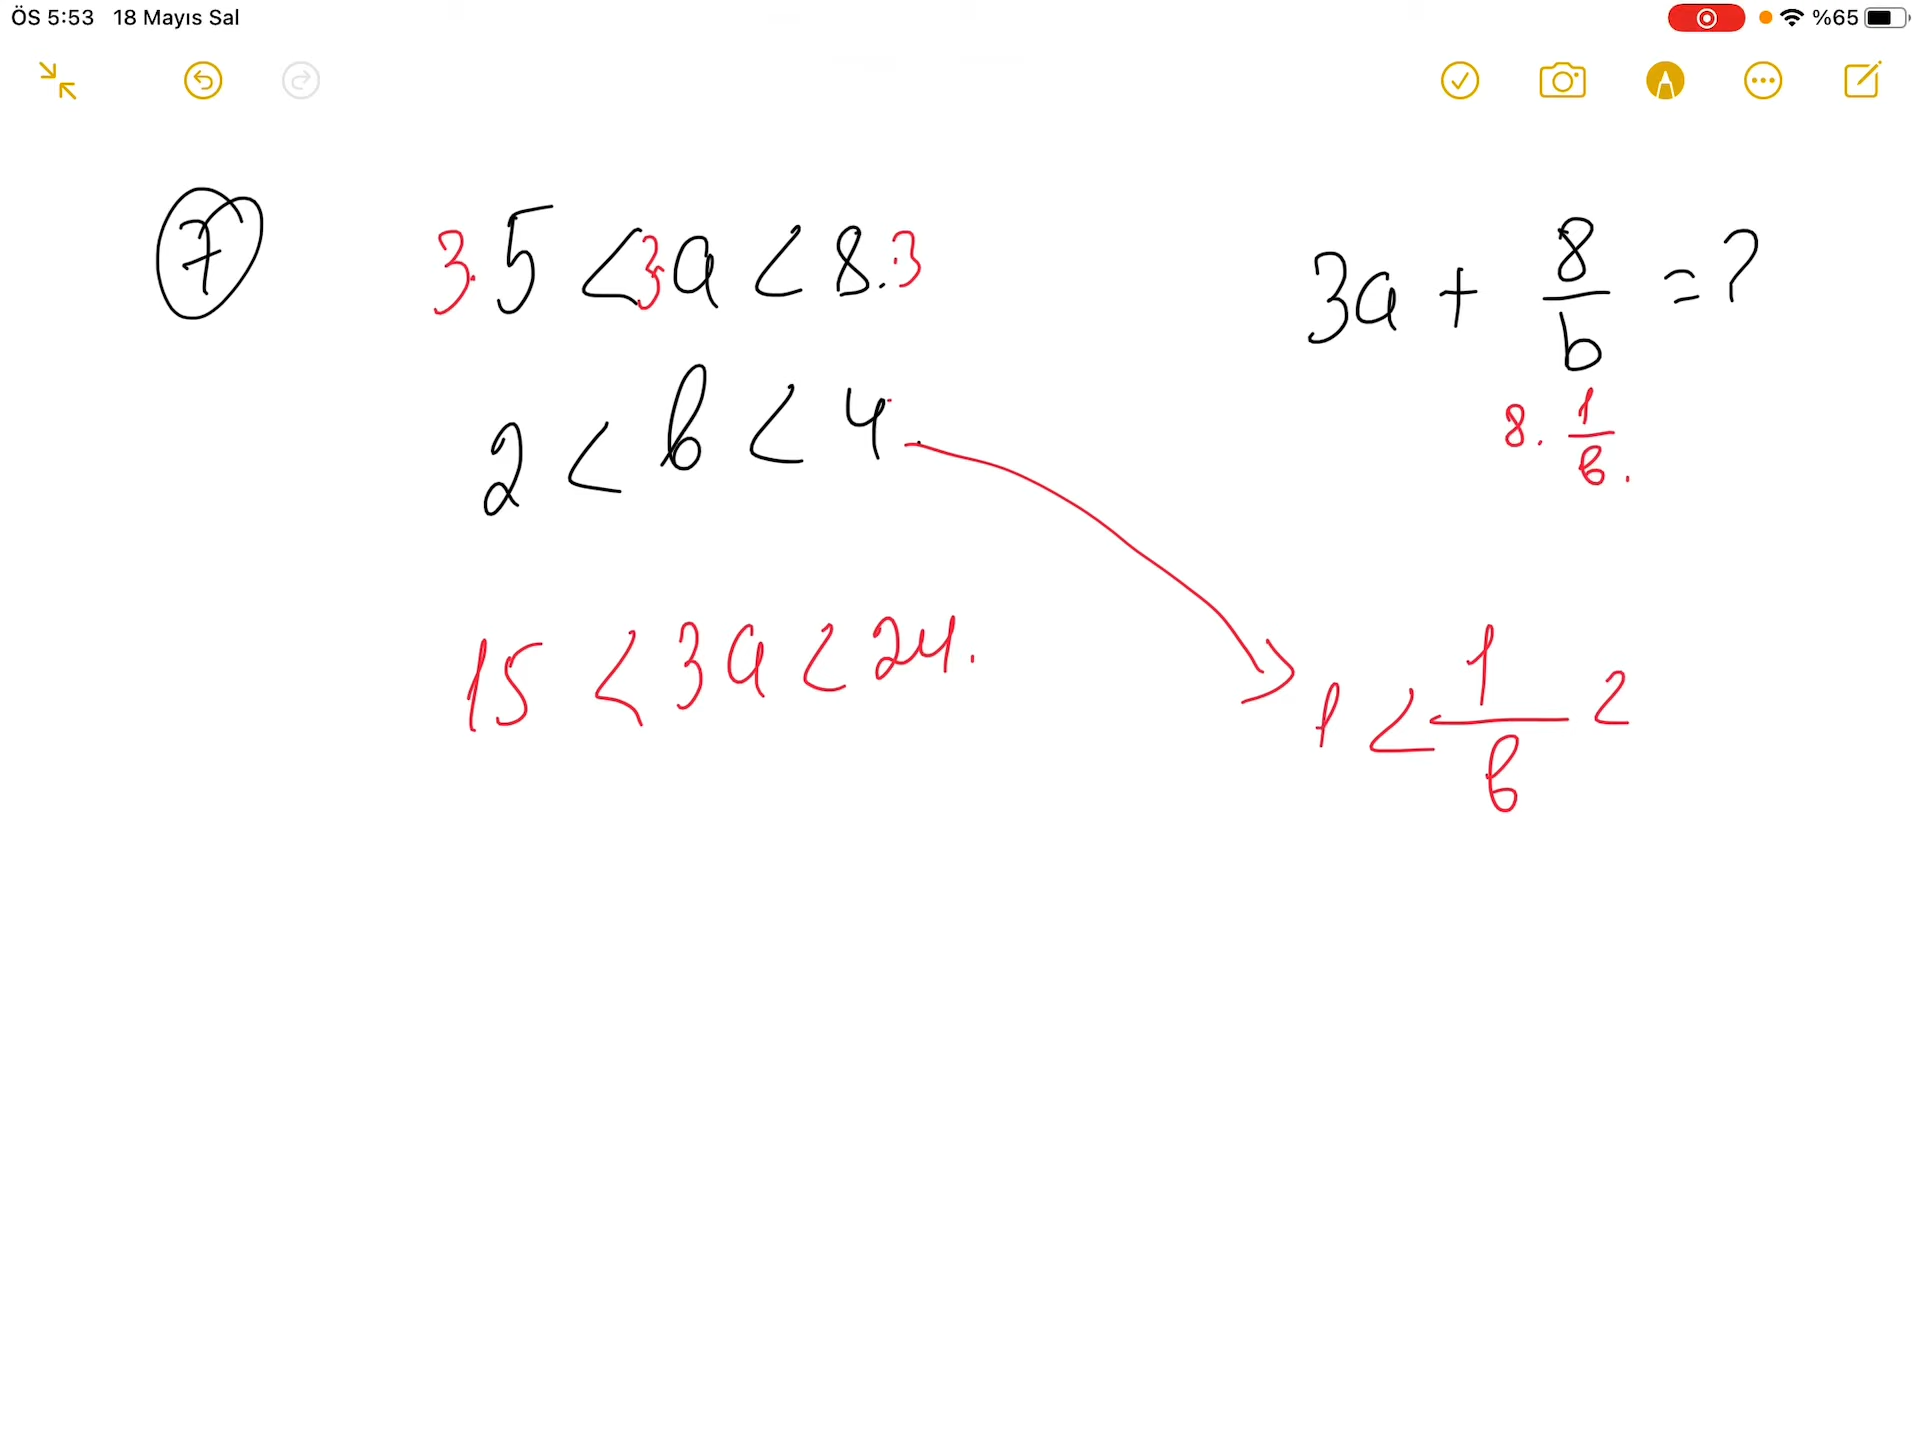 ÖS 5:53 18 Mayıs Sal %65
7 3.5 <3a < 8.3 3a + 8/b = ?
2 < b < 4 8. 1/b.
15 < 3a < 24. 1 < 1/b 2